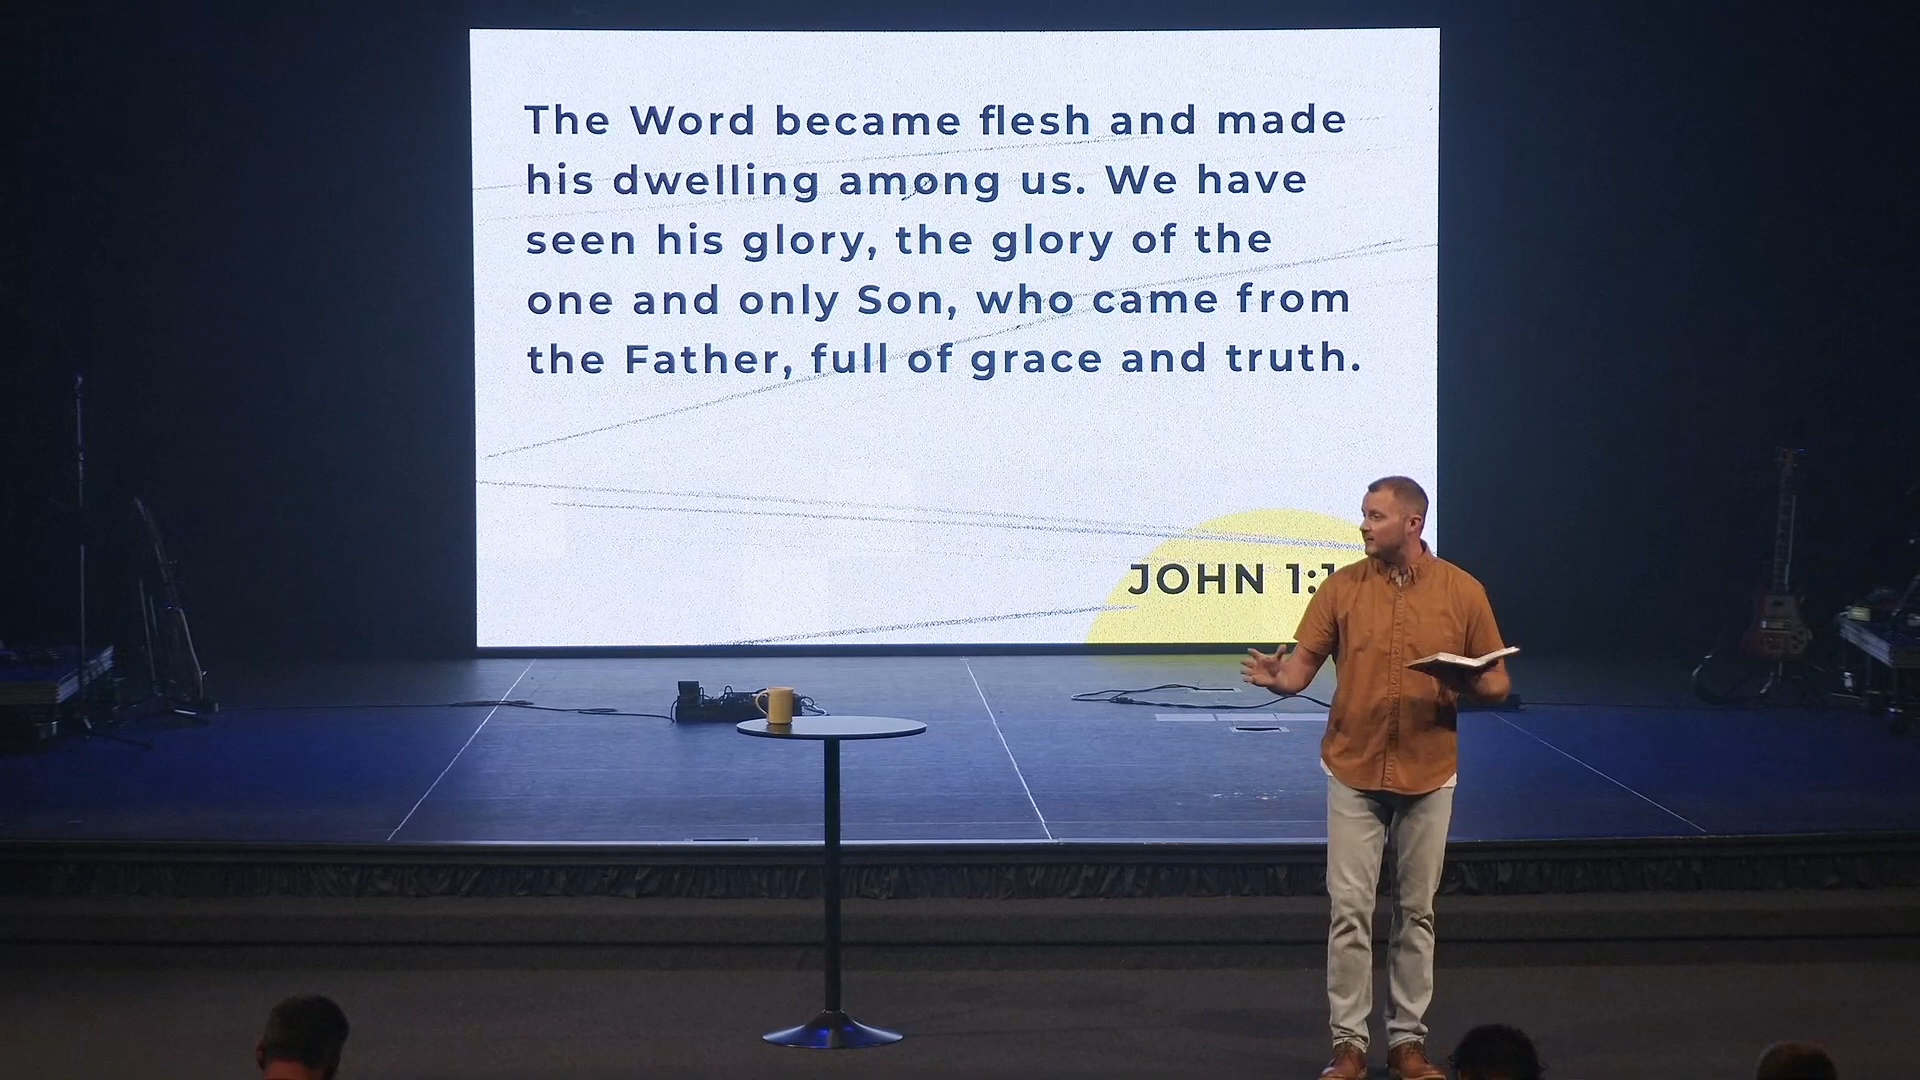 The Word became flesh and made
his dwelling among us. We have
seen his glory, the glory of the
one and only Son, who came from
the Father, full of grace and truth.
JOHN 1:1